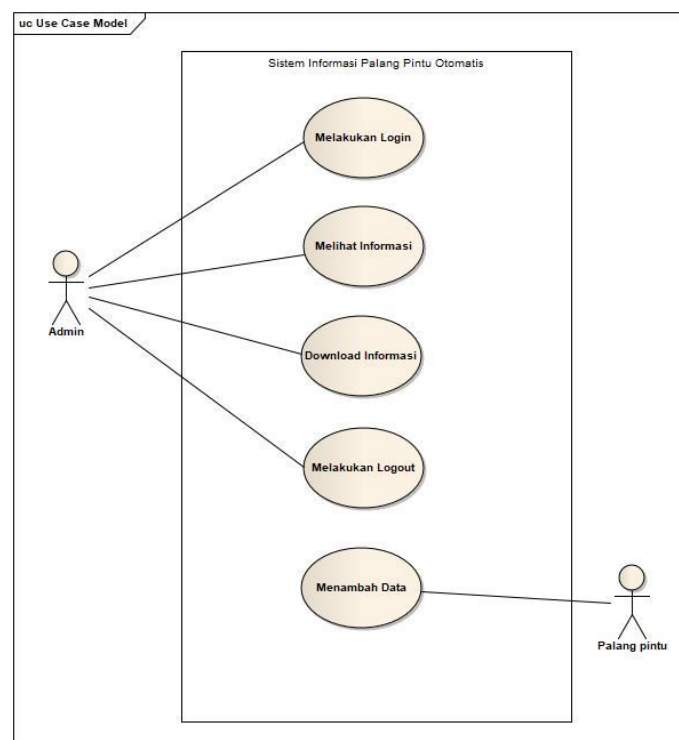 uc Use Case Model
Sistem Informasi Palang Pintu Otomatis
Melakukan Login
Melihat Informasi
Admin
Download Informasi
Melakukan Logout
Menambah Data
Palang pintu